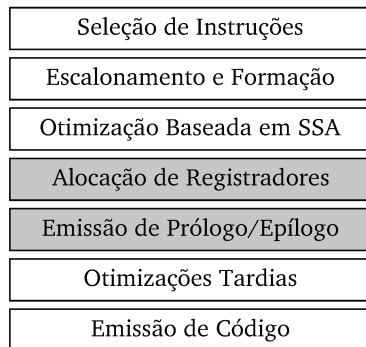 Seleção de Instruções
Escalonamento e Formação
Otimização Baseada em SSA
Alocação de Registradores
Emissão de Prólogo/Epílogo
Otimizações Tardias
Emissão de Código